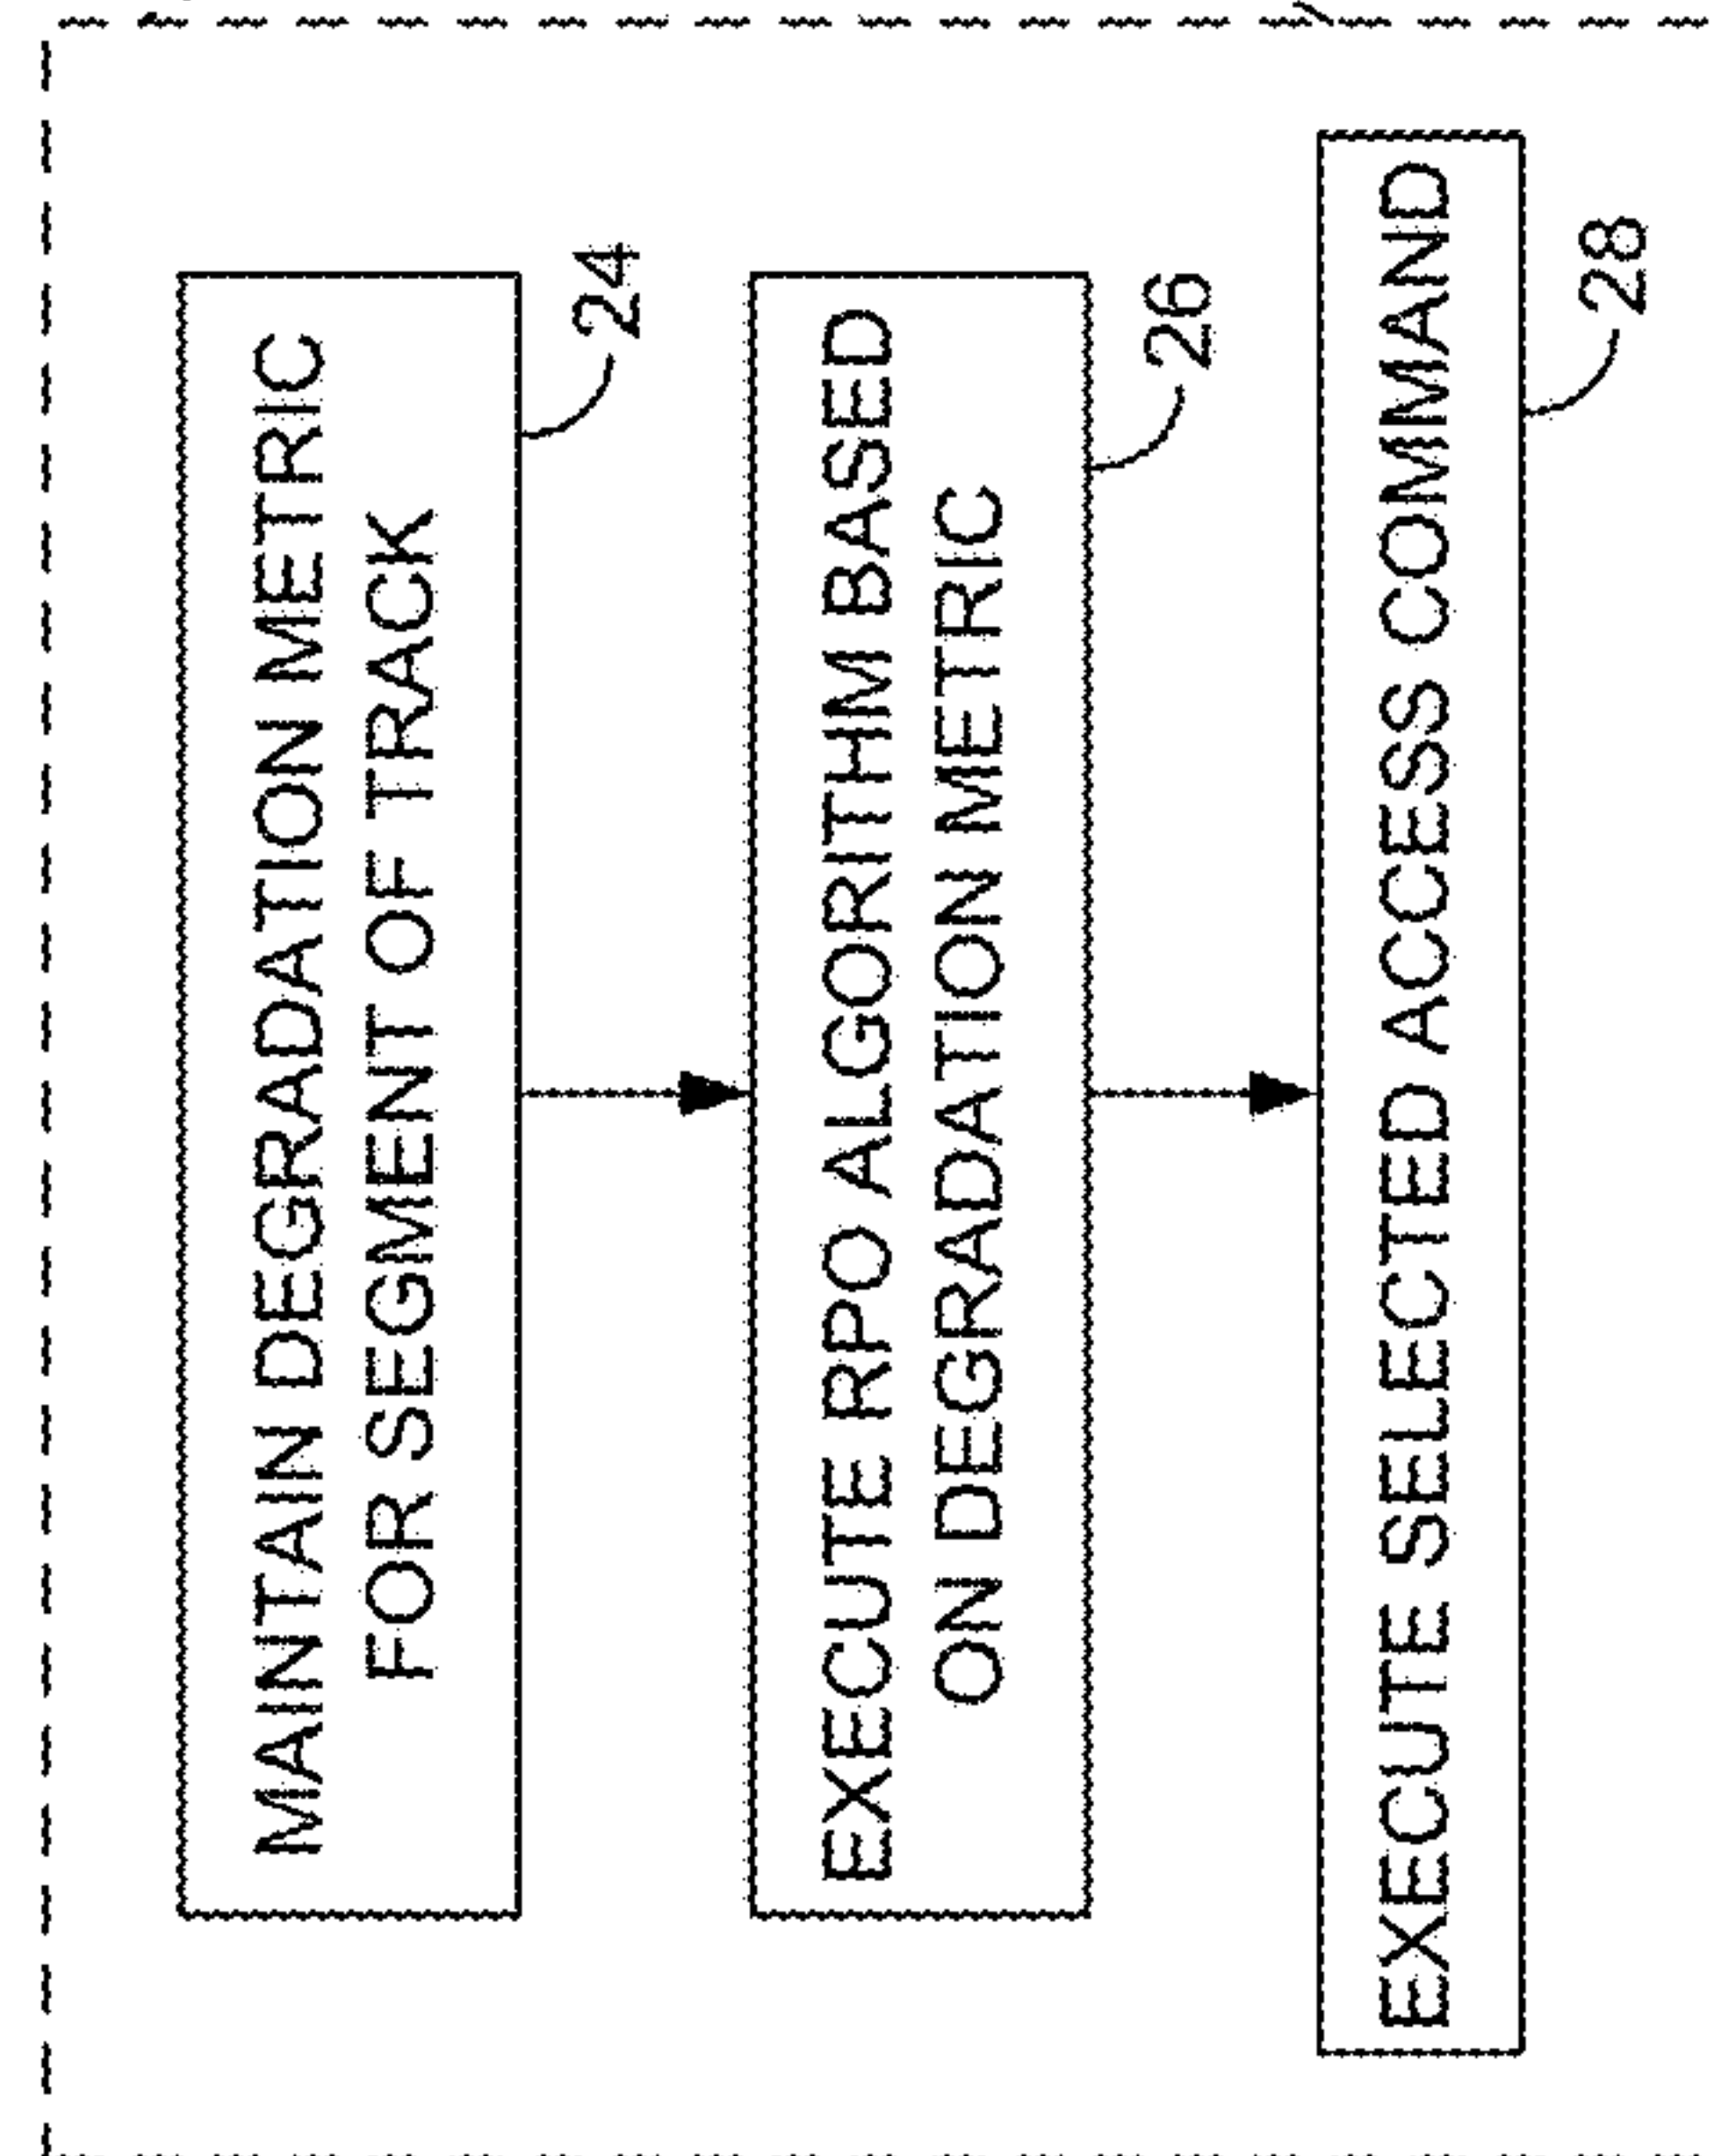 MAINTAIN DEGRADATION METRIC
FOR SEGMENT OF TRACK
24
EXECUTE RPO ALGORITHM BASED
ON DEGRADATION METRIC
26
EXECUTE SELECTED ACCESS COMMAND
28